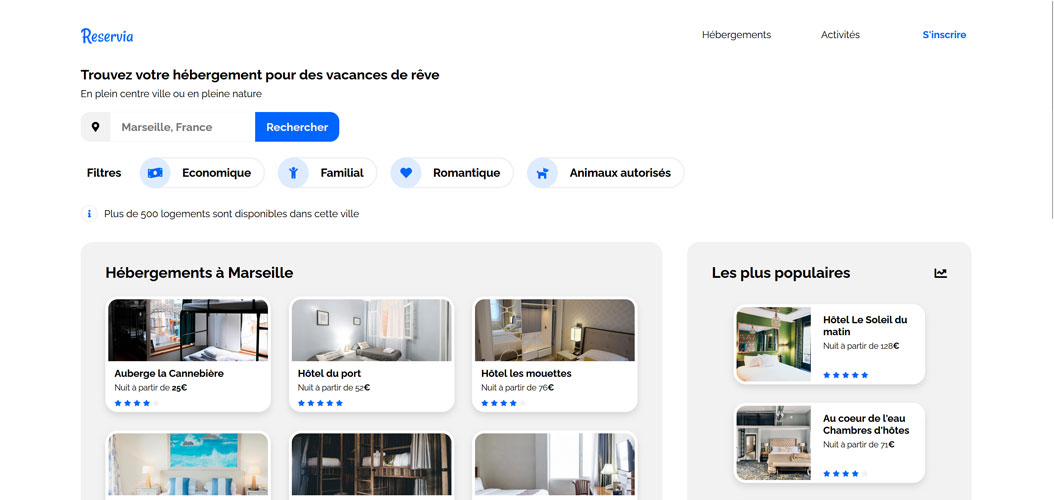 Reservia
Hébergements
Activités
S'inscrire
Trouvez votre hébergement pour des vacances de rêve
En plein centre ville ou en pleine nature
Marseille, France
Rechercher
Filtres
Economique
Familial
Romantique
Animaux autorisés
Plus de 500 logements sont disponibles dans cette ville
Hébergements à Marseille
Auberge la Cannebière
Nuit à partir de 25€
Hôtel du port
Nuit à partir de 52€
Hôtel les mouettes
Nuit à partir de 76€
Les plus populaires
Hôtel Le Soleil du
matin
Nuit à partir de 128€
Au coeur de l'eau
Chambres d'hôtes
Nuit à partir de 71€